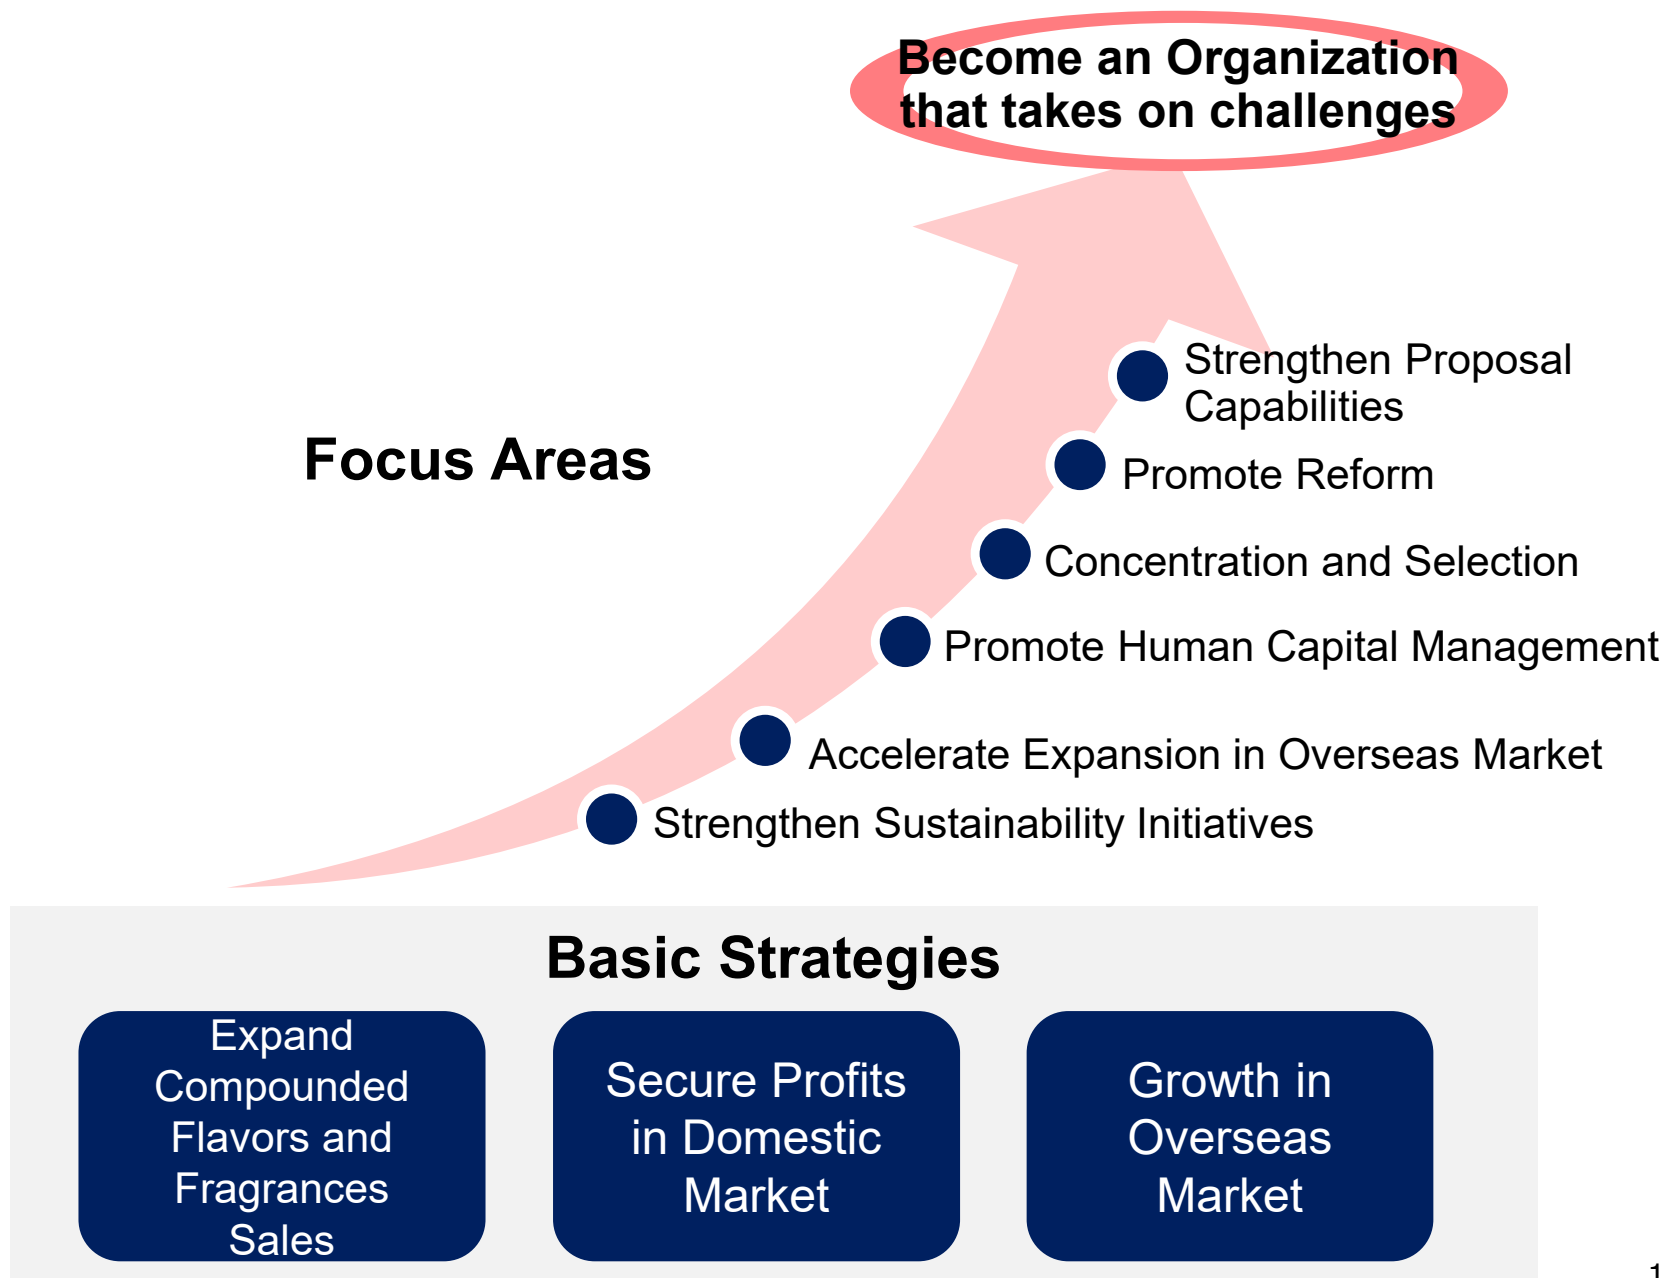 Become an Organization
that takes on challenges
Strengthen Proposal
Capabilities
Focus Areas
Promote Reform
Concentration and Selection
Promote Human Capital Management
Accelerate Expansion in Overseas Market
Strengthen Sustainability Initiatives
Basic Strategies
Expand
Compounded
Flavors and
Fragrances
Sales
Secure Profits
in Domestic
Market
Growth in
Overseas
Market
1